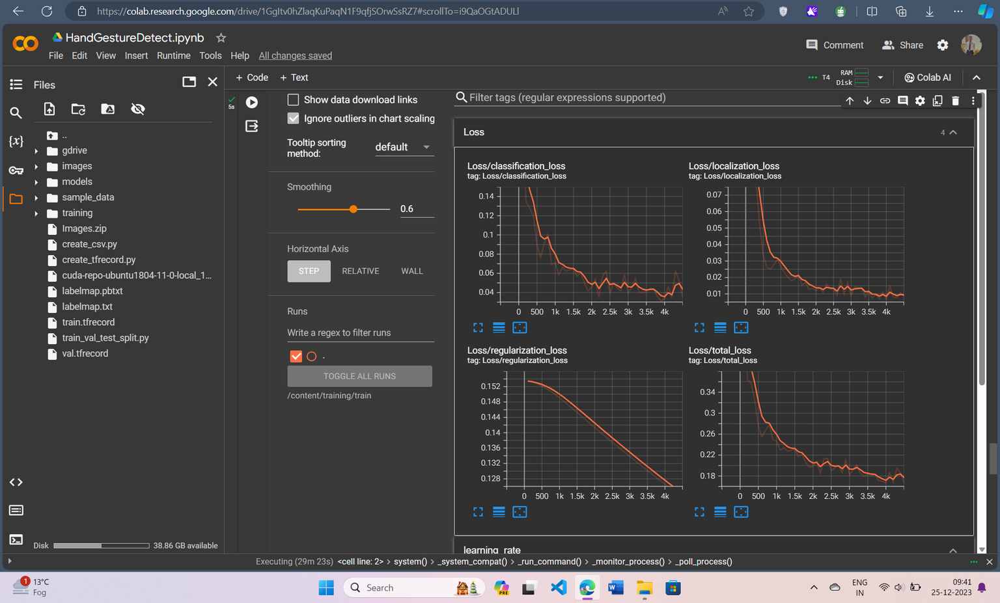 https://colab.research.google.com/drive/1GgItv0hZlaqKuPaqN1F9qfjSOrwSsRZ7#scrollTo=i9QaOGtADULl
HandGestureDetect.ipynb
File Edit View Insert Runtime Tools Help All changes saved
Comment
Share
Files
+ Code + Text
T4
RAM
Disk
Colab AI
5s
{x}
..
gdrive
images
models
sample_data
training
Images.zip
create_csv.py
create_tfrecord.py
cuda-repo-ubuntu1804-11-0-local_1...
labelmap.pbtxt
labelmap.txt
train.tfrecord
train_val_test_split.py
val.tfrecord
Disk 38.86 GB available
Show data download links
Ignore outliers in chart scaling
Tooltip sorting
method:
default
Smoothing
0.6
Horizontal Axis
STEP RELATIVE WALL
Runs
Write a regex to filter runs
.
TOGGLE ALL RUNS
/content/training/train
Filter tags (regular expressions supported)
Loss
4
Loss/classification_loss
tag: Loss/classification_loss
0.14
0.12
0.1
0.08
0.06
0.04
0 500 1k 1.5k 2k 2.5k 3k 3.5k 4k
Loss/localization_loss
tag: Loss/localization_loss
0.07
0.06
0.05
0.04
0.03
0.02
0.01
0 500 1k 1.5k 2k 2.5k 3k 3.5k 4k
Loss/regularization_loss
tag: Loss/regularization_loss
0.152
0.148
0.144
0.14
0.136
0.132
0.128
0 500 1k 1.5k 2k 2.5k 3k 3.5k 4k
Loss/total_loss
tag: Loss/total_loss
0.34
0.3
0.26
0.22
0.18
0 500 1k 1.5k 2k 2.5k 3k 3.5k 4k
learning_rate
Executing (29m 23s) <cell line: 2> > system() > _system_compat() > _run_command() > _monitor_process() > _poll_process()
1
13°C
Fog
Search
PRE
ENG
IN
09:41
25-12-2023